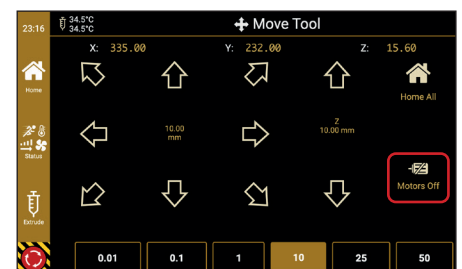 23:16
34.5°C
34.5°C
Move Tool
X: 335.00 Y: 232.00 Z: 15.60
Home
Home All
Status
10.00
mm
Z
10.00 mm
Motors Off
Extrude
0.01 0.1 1 10 25 50